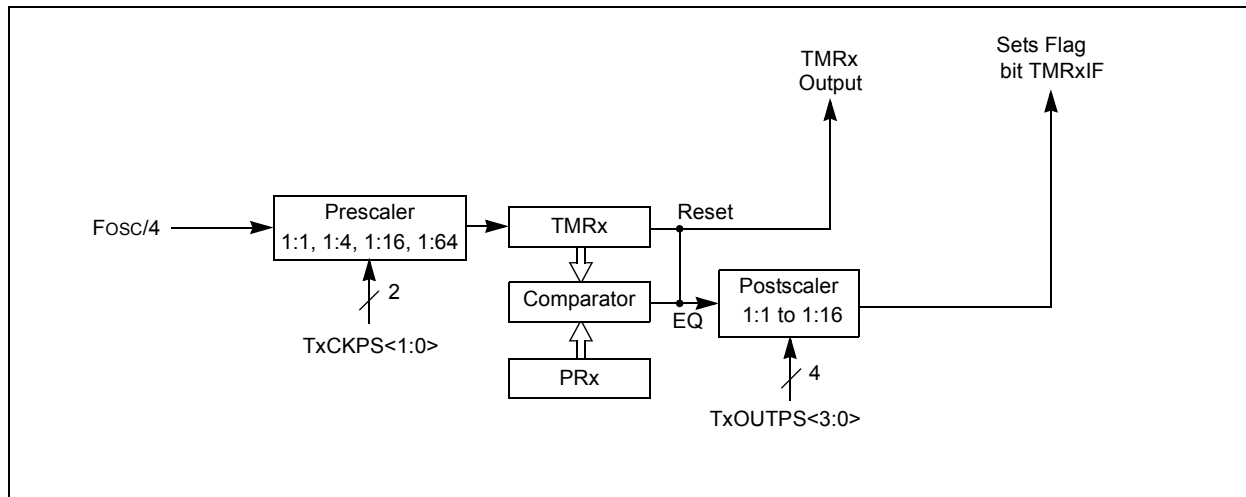 TMRx
Output
Sets Flag
bit TMRxIF
Fosc/4
Prescaler
1:1, 1:4, 1:16, 1:64
2
TxCKPS<1:0>
TMRx
Reset
Comparator
EQ
PRx
Postscaler
1:1 to 1:16
4
TxOUTPS<3:0>